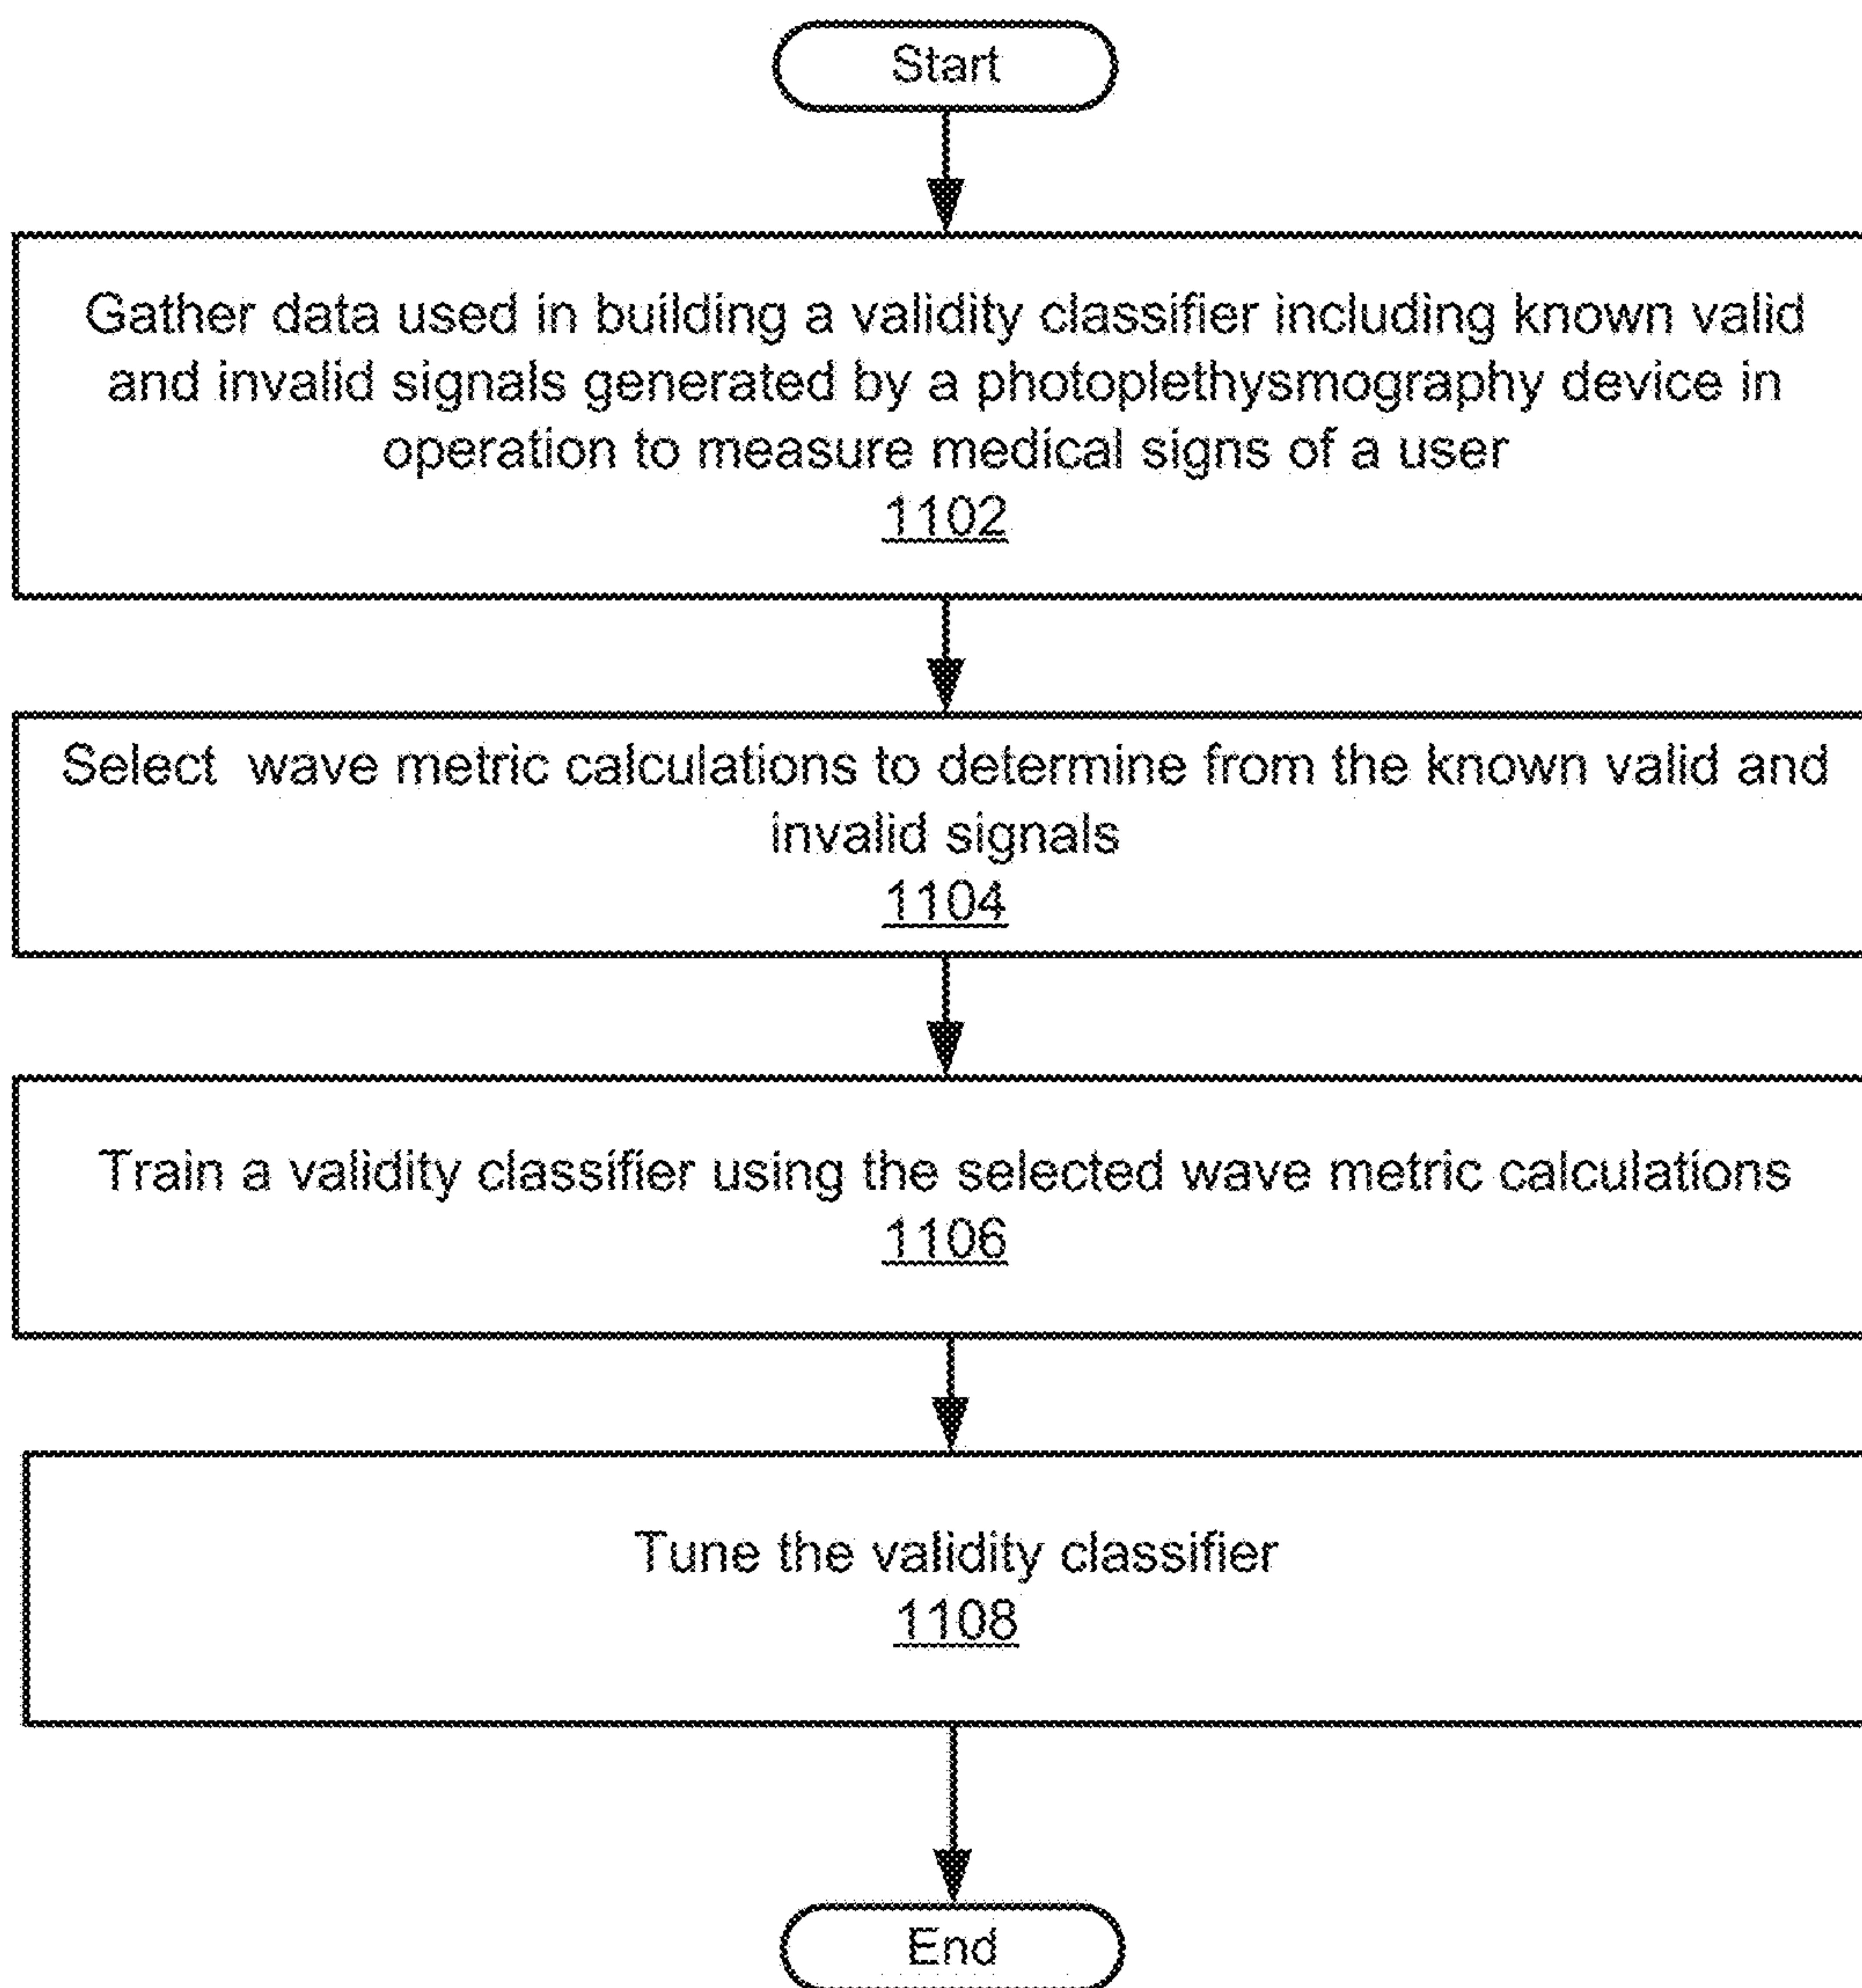 Start
Gather data used in building a validity classifier including known valid
and invalid signals generated by a photoplethysmography device in
operation to measure medical signs of a user
1102
Select wave metric calculations to determine from the known valid and
invalid signals
1104
Train a validity classifier using the selected wave metric calculations
1106
Tune the validity classifier
1108
End